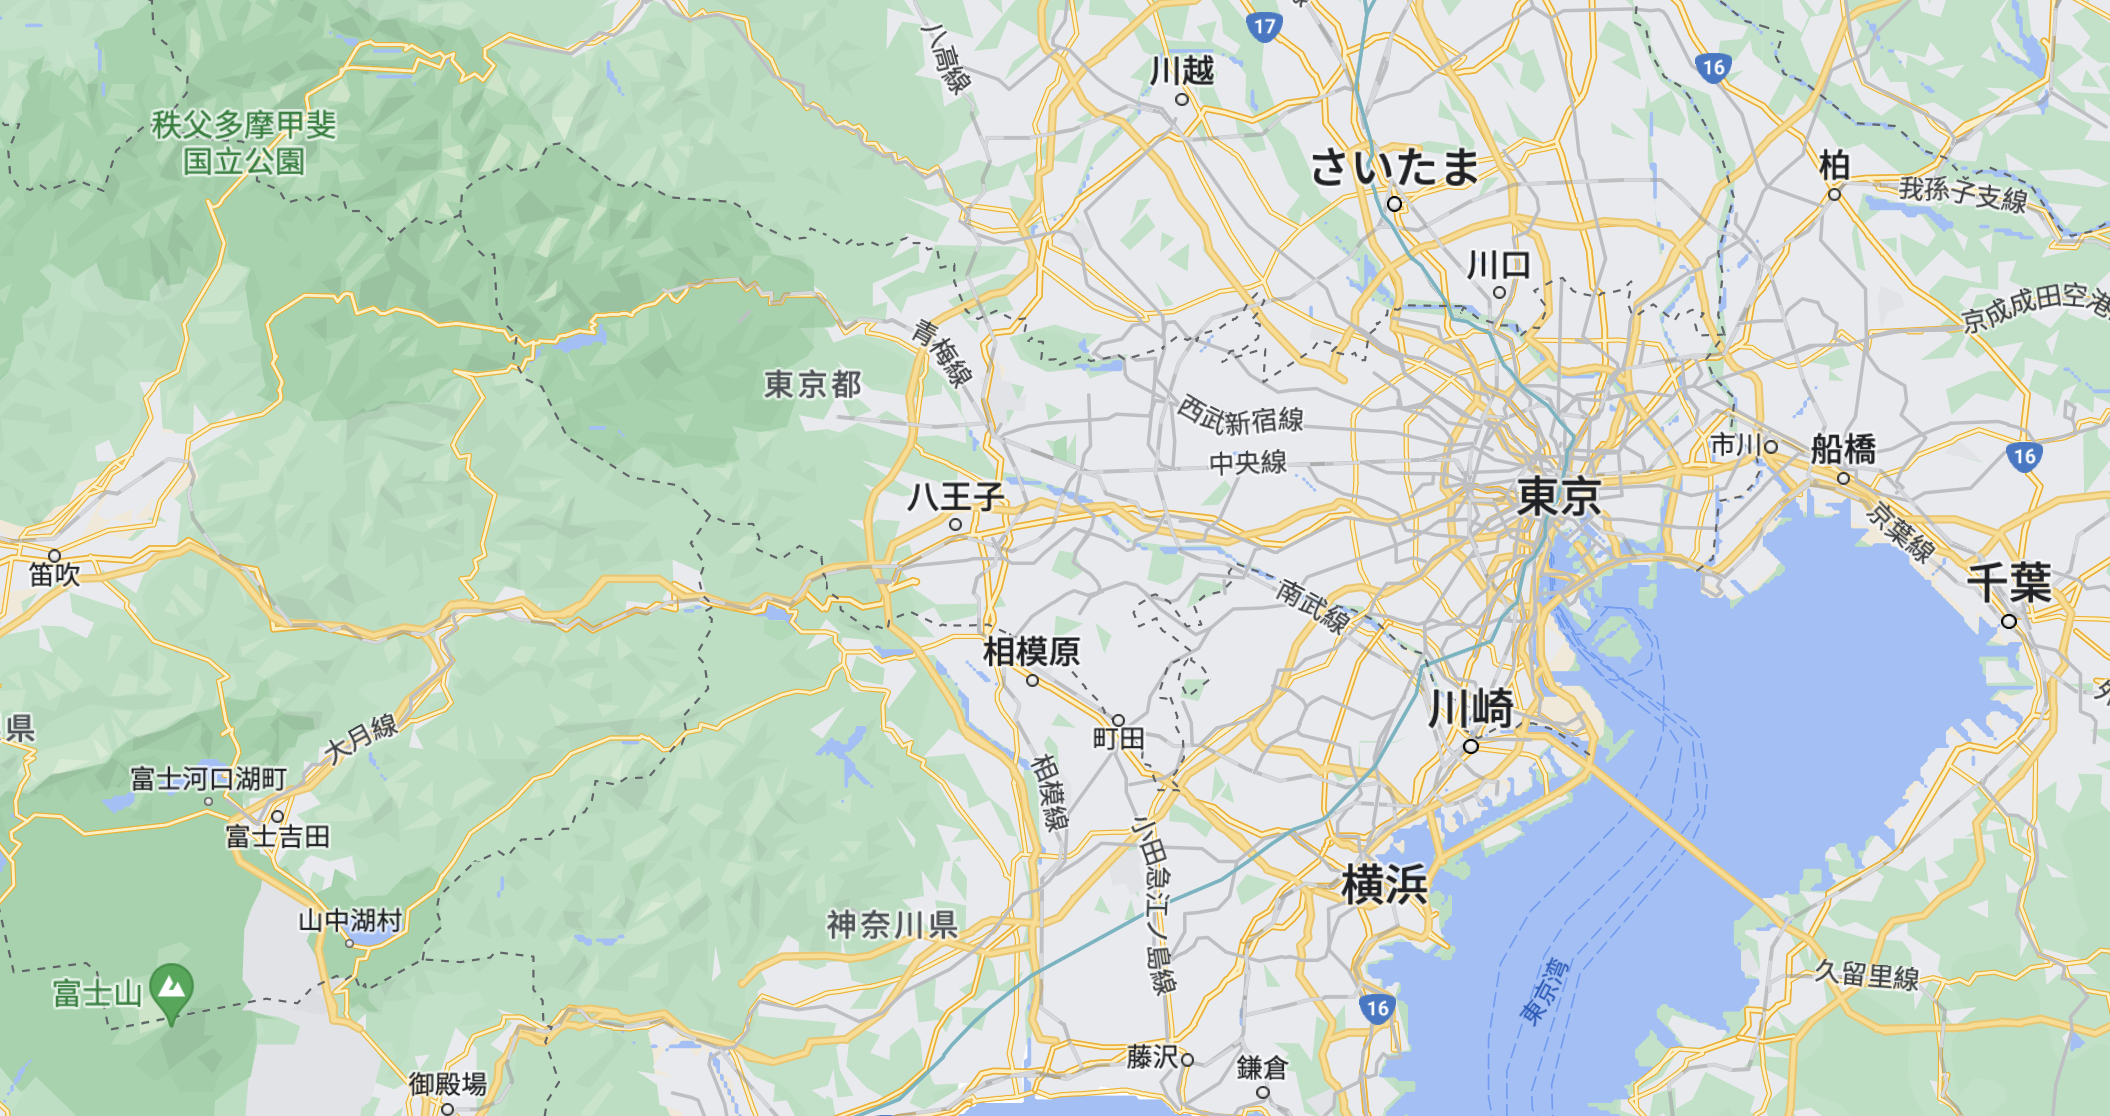 八高線
17
川越
16
秩父多摩甲斐
国立公園
さいたま
柏
我孫子支線
川口
京成成田空港
青梅線
東京都
西武新宿線
中央線
市川
船橋
16
八王子
東京
京葉線
笛吹
南武線
千葉
相模原
川崎
県
大月線
町田
富士河口湖町
相模線
富士吉田
小田急江ノ島線
横浜
山中湖村
神奈川県
富士山
東京湾
久留里線
16
藤沢
鎌倉
御殿場